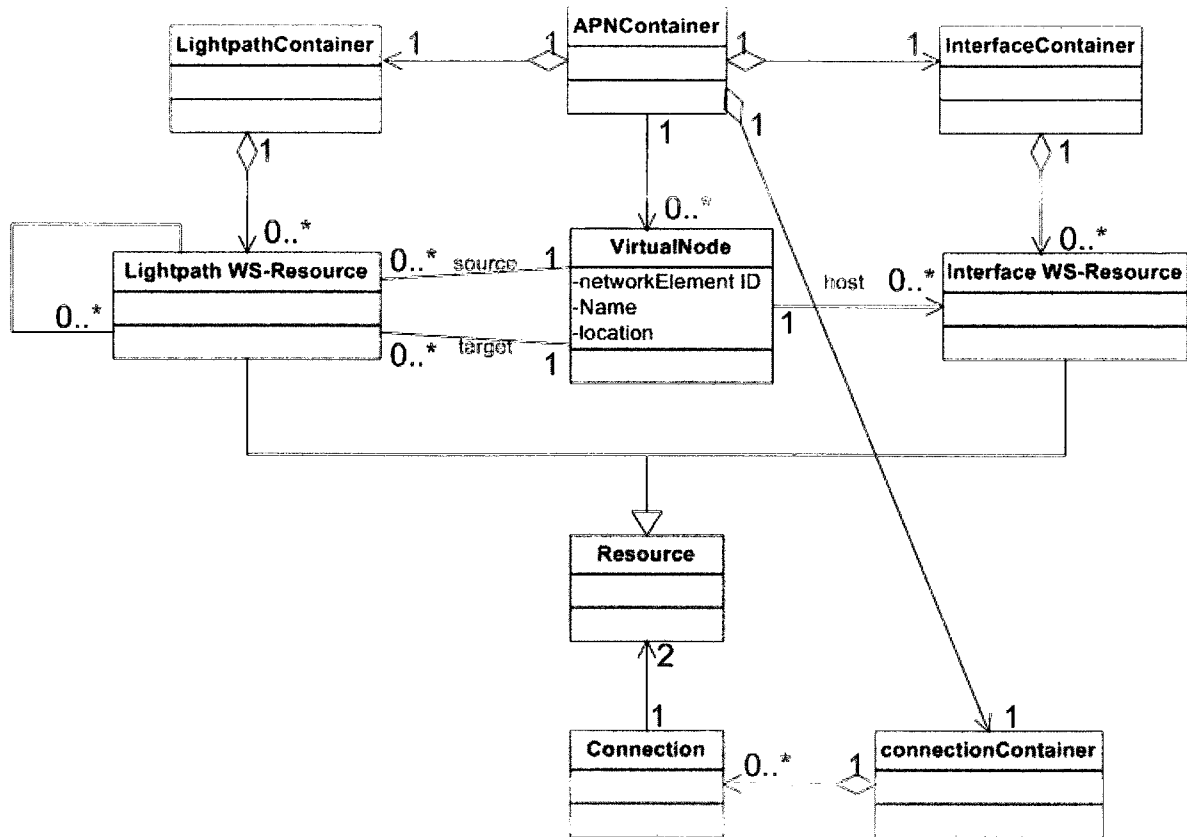 LightpathContainer
APNContainer
InterfaceContainer
1
1
1
1
1
1
1
1
0..*
0..*
0..*
Lightpath WS-Resource
VirtualNode
Interface WS-Resource
0..*
source
1
-networkElement ID
-Name
-location
host
0..*
1
0..*
0..*
target
1
Resource
2
1
1
Connection
connectionContainer
0..*
1